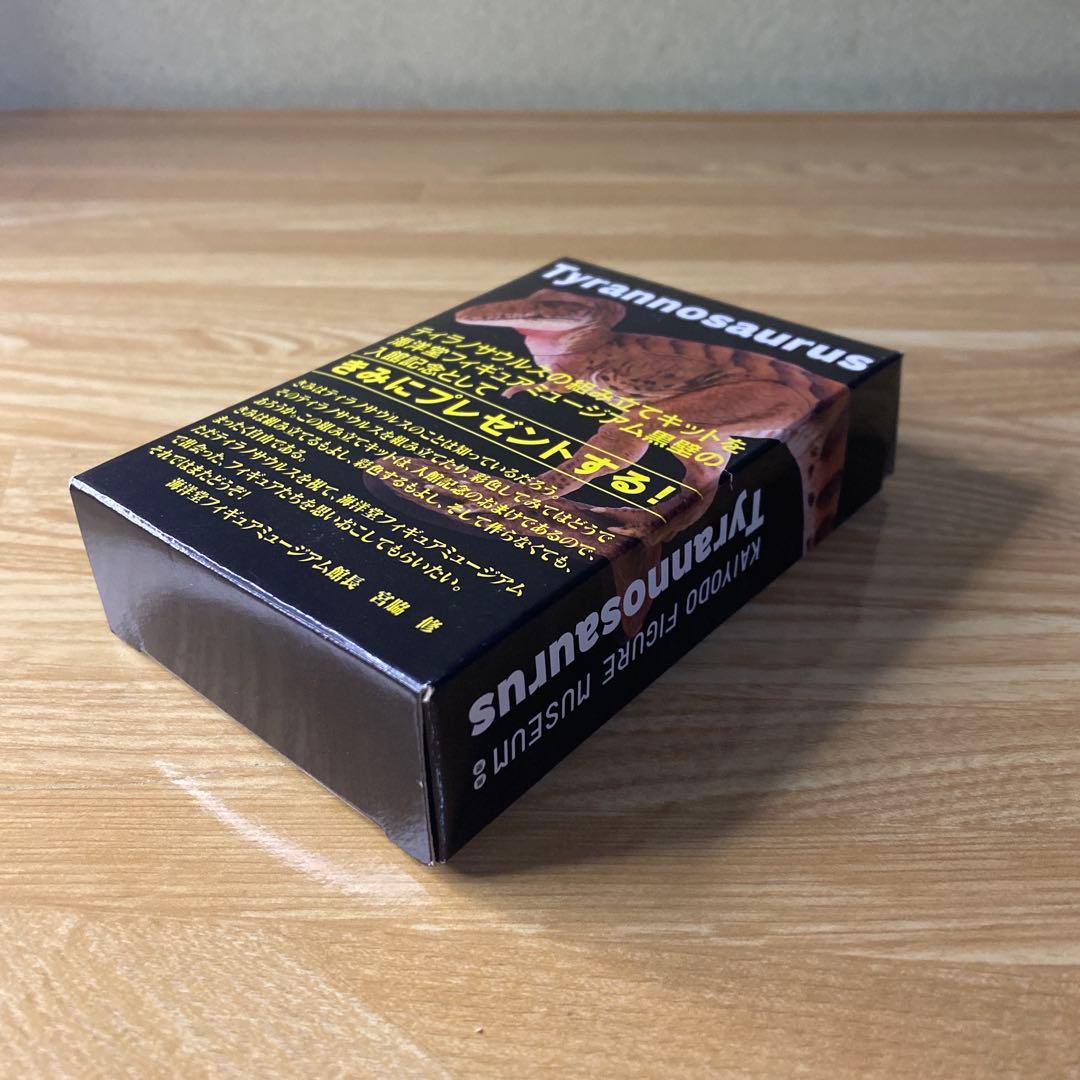 Tyrannosaurus
ティラノサウルスの組み立てキットを
海洋堂フィギュアミュージアム黒壁の
入館記念として
きみにプレゼントする!
きみはティラノサウルスのことは知っているだろう。
そのティラノサウルスを組み立てたり、彩色してみてはどうで
あろうか。この組み立てキットは、入館記念のおまけであるので、
きみは組み立てるもよし、彩色するもよし、そして作らなくても、
まったく自由である。
ただティラノサウルスを視て、海洋堂フィギュアミュージアム
で出会った、フィギュアたちを想いおこしてもらいたい。
それではまたどうぞ!
海洋堂フィギュアミュージアム館長 宮脇 修
KAIYODO FIGURE MUSEUM
Tyrannosaurus